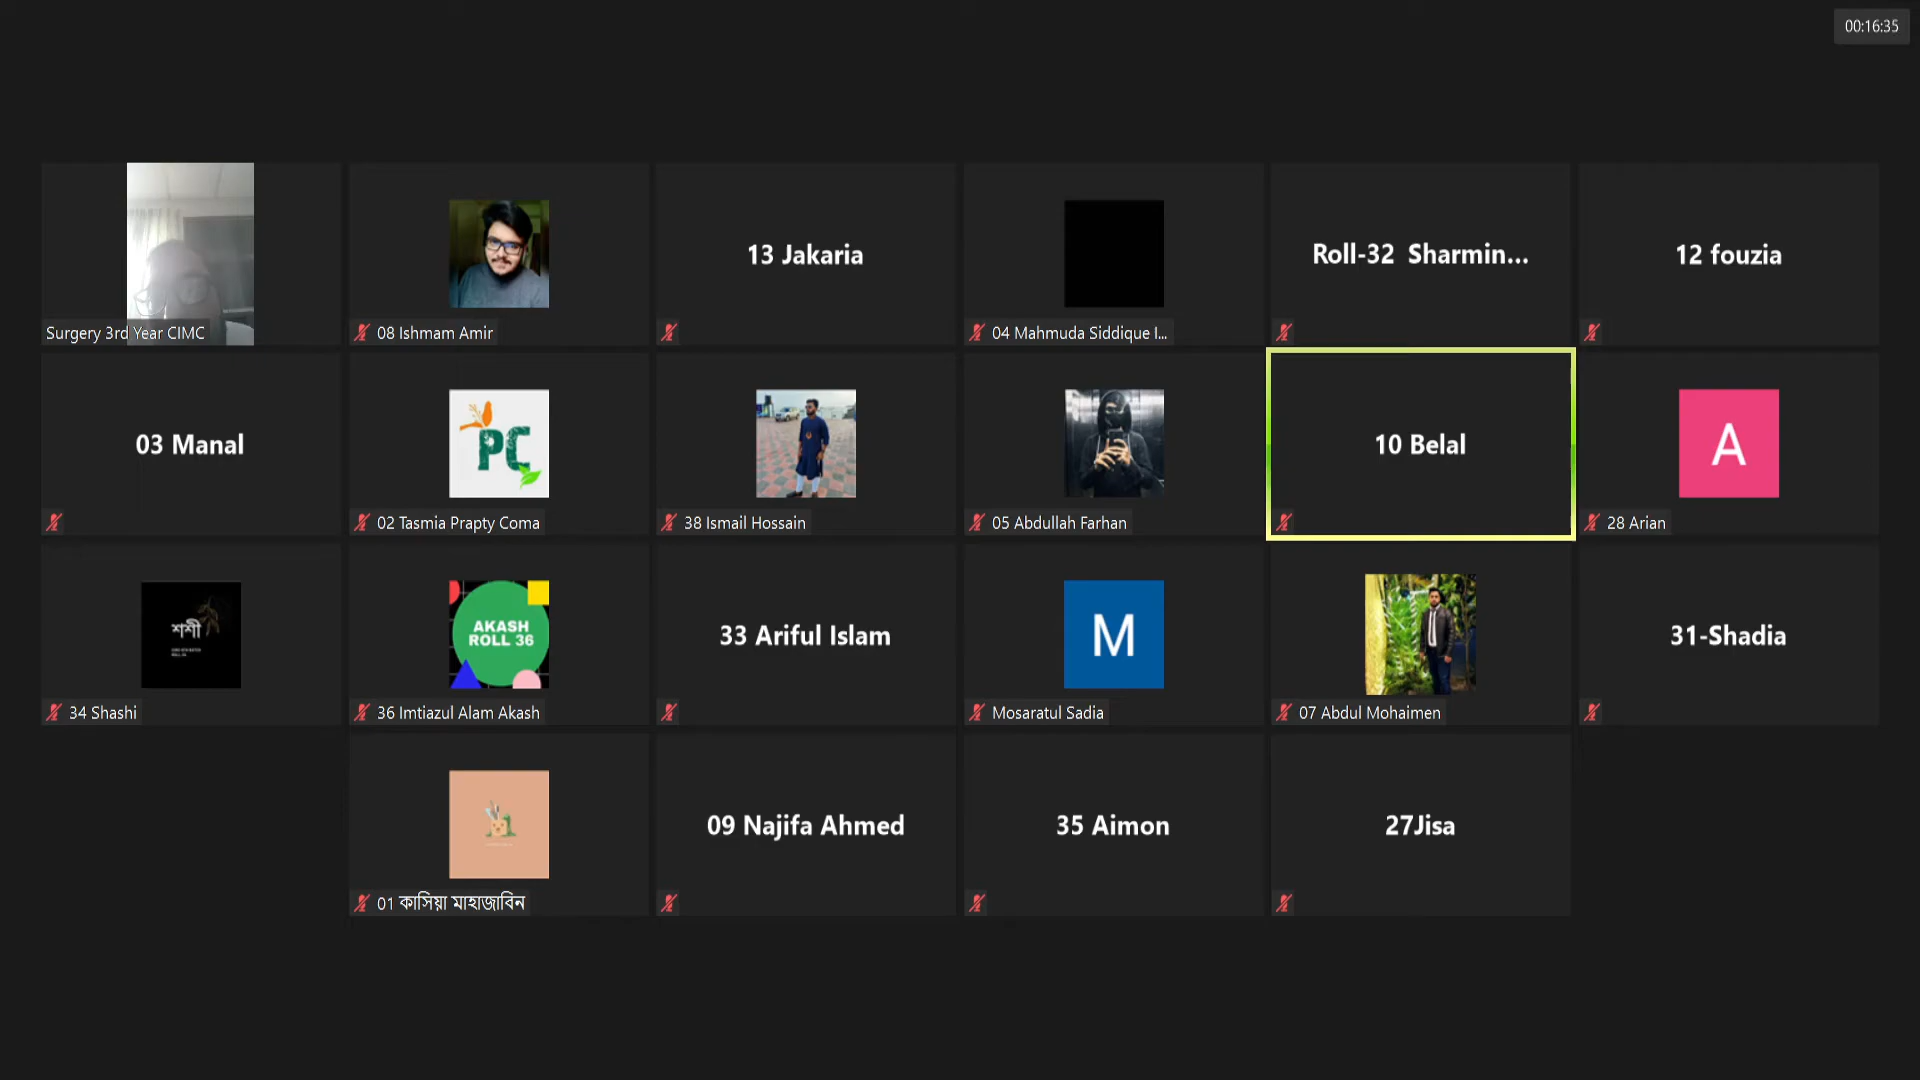 00:16:35
Surgery 3rd Year CIMC
08 Ishmam Amir
13 Jakaria
04 Mahmuda Siddique I...
Roll-32 Sharmin...
12 fouzia
03 Manal
PC
02 Tasmia Prapty Coma
38 Ismail Hossain
05 Abdullah Farhan
10 Belal
A
28 Arian
শশী
34 Shashi
AKASH
ROLL 36
36 Imtiazul Alam Akash
33 Ariful Islam
M
Mosaratul Sadia
07 Abdul Mohaimen
31-Shadia
01 কাসিয়া মাহাজাবিন
09 Najifa Ahmed
35 Aimon
27Jisa